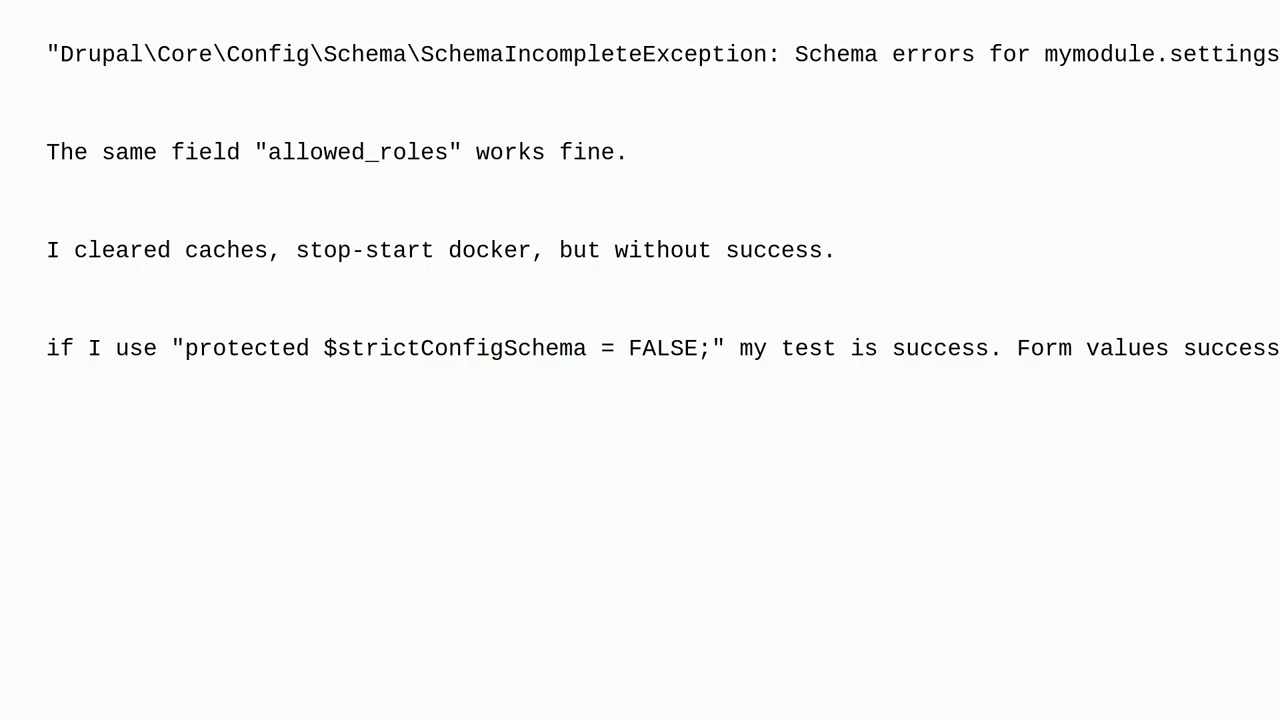 "Drupal\Core\Config\Schema\SchemaIncompleteException: Schema errors for mymodule.settings
The same field "allowed_roles" works fine.
I cleared caches, stop-start docker, but without success.
if I use "protected $strictConfigSchema = FALSE;" my test is success. Form values success